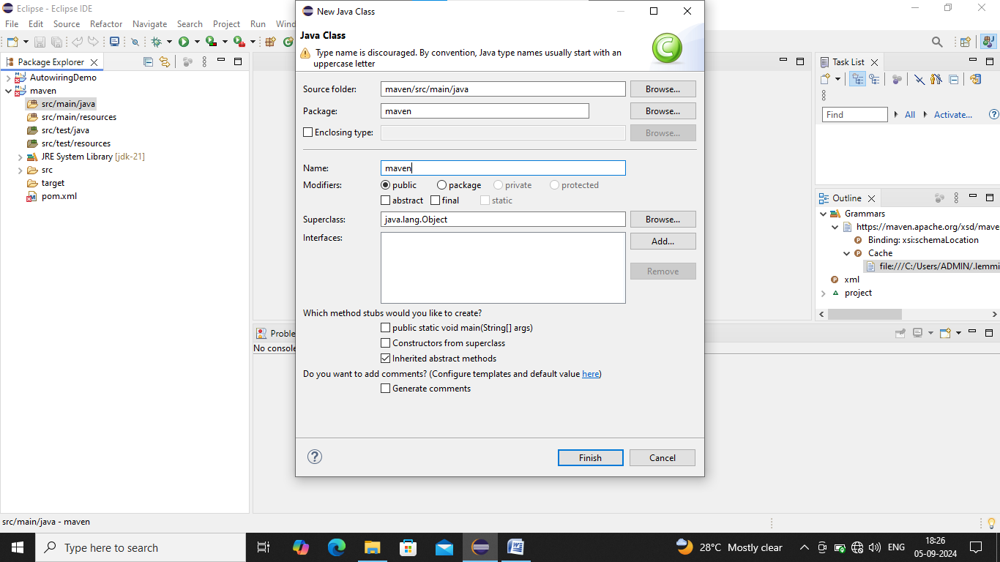 Eclipse - Eclipse IDE
File Edit Source Refactor Navigate Search Project Run Wind
New Java Class
Java Class
Type name is discouraged. By convention, Java type names usually start with an
uppercase letter
Package Explorer
AutowiringDemo
maven
src/main/java
src/main/resources
src/test/java
src/test/resources
JRE System Library [jdk-21]
src
target
pom.xml
Source folder: maven/src/main/java Browse...
Package: maven Browse...
Enclosing type: Browse...
Name: maven
Modifiers: public package private protected
abstract final static
Superclass: java.lang.Object Browse...
Interfaces: Add...
Remove
Which method stubs would you like to create?
public static void main(String[] args)
Constructors from superclass
Inherited abstract methods
Do you want to add comments? (Configure templates and default value here)
Generate comments
Finish Cancel
Proble
No console
Task List
Find All Activate...
Outline
Grammars
https://maven.apache.org/xsd/mave
Binding: xsi:schemaLocation
Cache
file:///C:/Users/ADMIN/.lemmi
xml
project
src/main/java - maven
Type here to search
28°C Mostly clear
ENG
18:26
05-09-2024